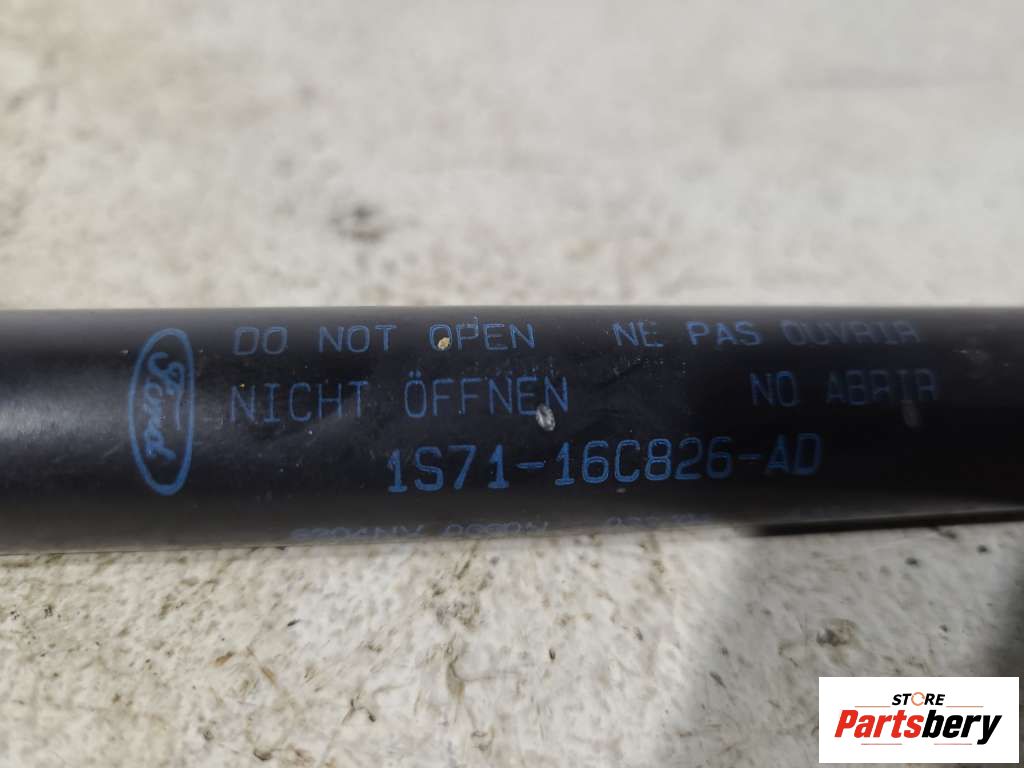 Ford
DO NOT OPEN NE PAS OUVRIR
NICHT ÖFFNEN NO ABRIR
1S71-16C826-AD
STORE
Partsbery